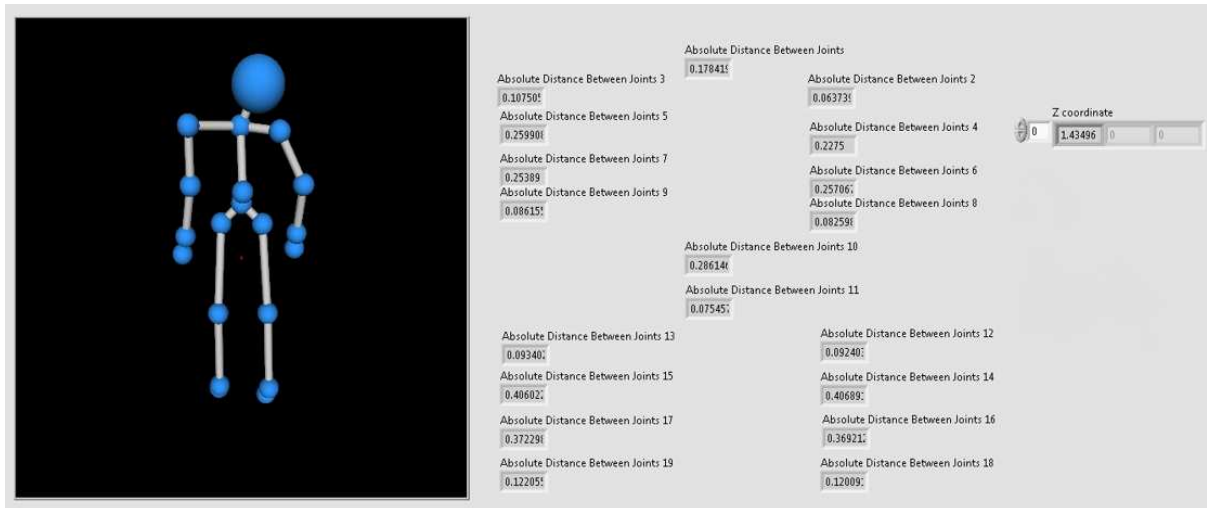 Absolute Distance Between Joints
0.178419
Absolute Distance Between Joints 3
0.10750
Absolute Distance Between Joints 2
0.06373
Absolute Distance Between Joints 5
0.25990
Absolute Distance Between Joints 4
0.2275
Z coordinate
0 1.43496 0 0
Absolute Distance Between Joints 7
0.25389
Absolute Distance Between Joints 6
0.25706
Absolute Distance Between Joints 9
0.08615
Absolute Distance Between Joints 8
0.08259
Absolute Distance Between Joints 10
0.28614
Absolute Distance Between Joints 11
0.07545
Absolute Distance Between Joints 13
0.09340
Absolute Distance Between Joints 12
0.09240
Absolute Distance Between Joints 15
0.40602
Absolute Distance Between Joints 14
0.40689
Absolute Distance Between Joints 17
0.37229
Absolute Distance Between Joints 16
0.36921
Absolute Distance Between Joints 19
0.12205
Absolute Distance Between Joints 18
0.12009